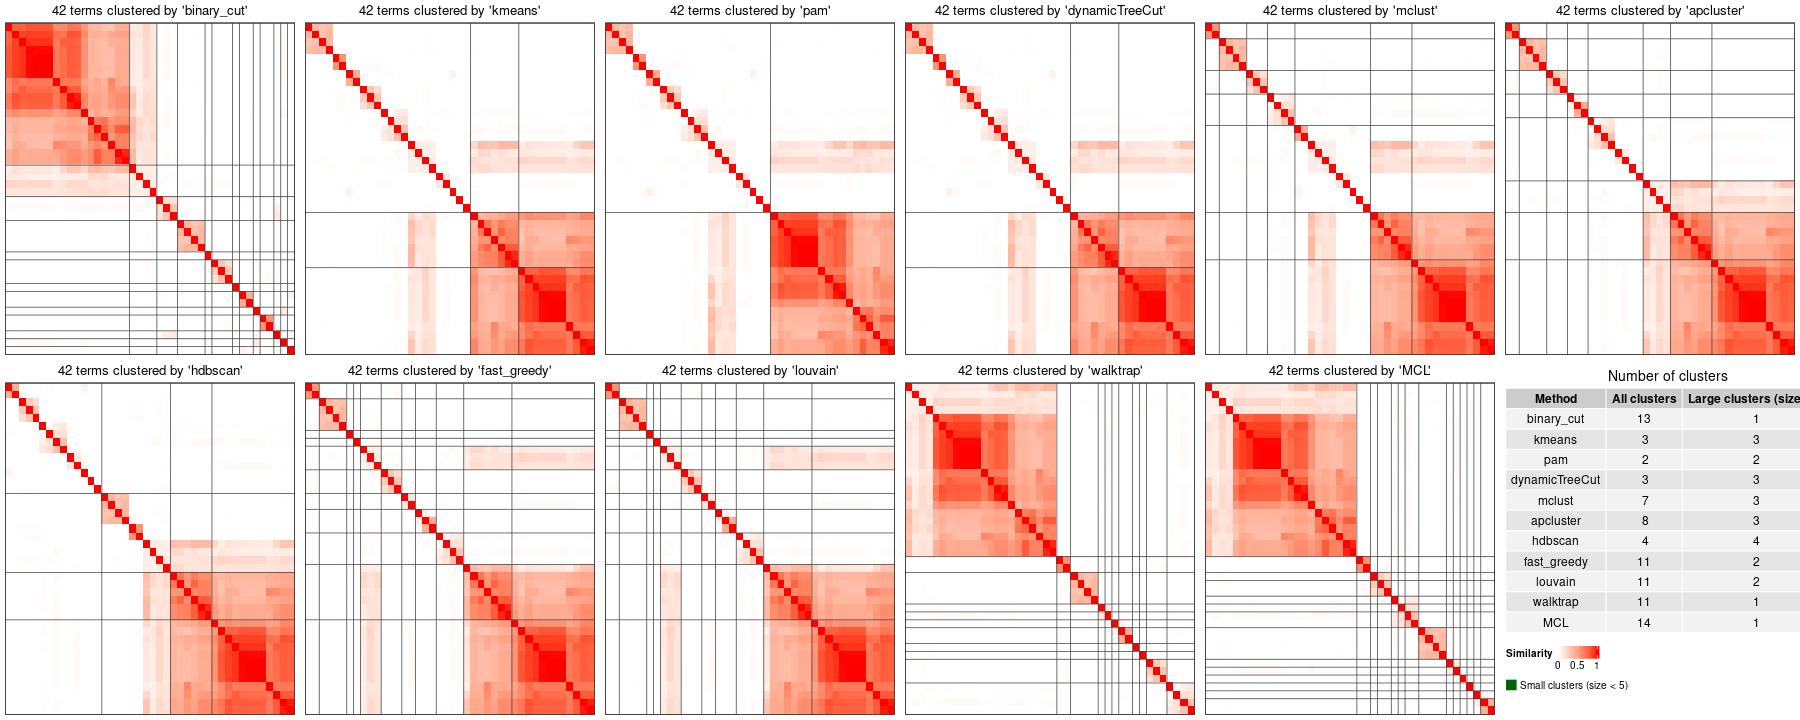 42 terms clustered by 'binary_cut'
42 terms clustered by 'kmeans'
42 terms clustered by 'pam'
42 terms clustered by 'dynamicTreeCut'
42 terms clustered by 'mclust'
42 terms clustered by 'apcluster'
42 terms clustered by 'hdbscan'
42 terms clustered by 'fast_greedy'
42 terms clustered by 'louvain'
42 terms clustered by 'walktrap'
42 terms clustered by 'MCL'
Number of clusters
Method All clusters Large clusters (size
binary_cut 13 1
kmeans 3 3
pam 2 2
dynamicTreeCut 3 3
mclust 7 3
apcluster 8 3
hdbscan 4 4
fast_greedy 11 2
louvain 11 2
walktrap 11 1
MCL 14 1
Similarity
0 0.5 1
Small clusters (size < 5)